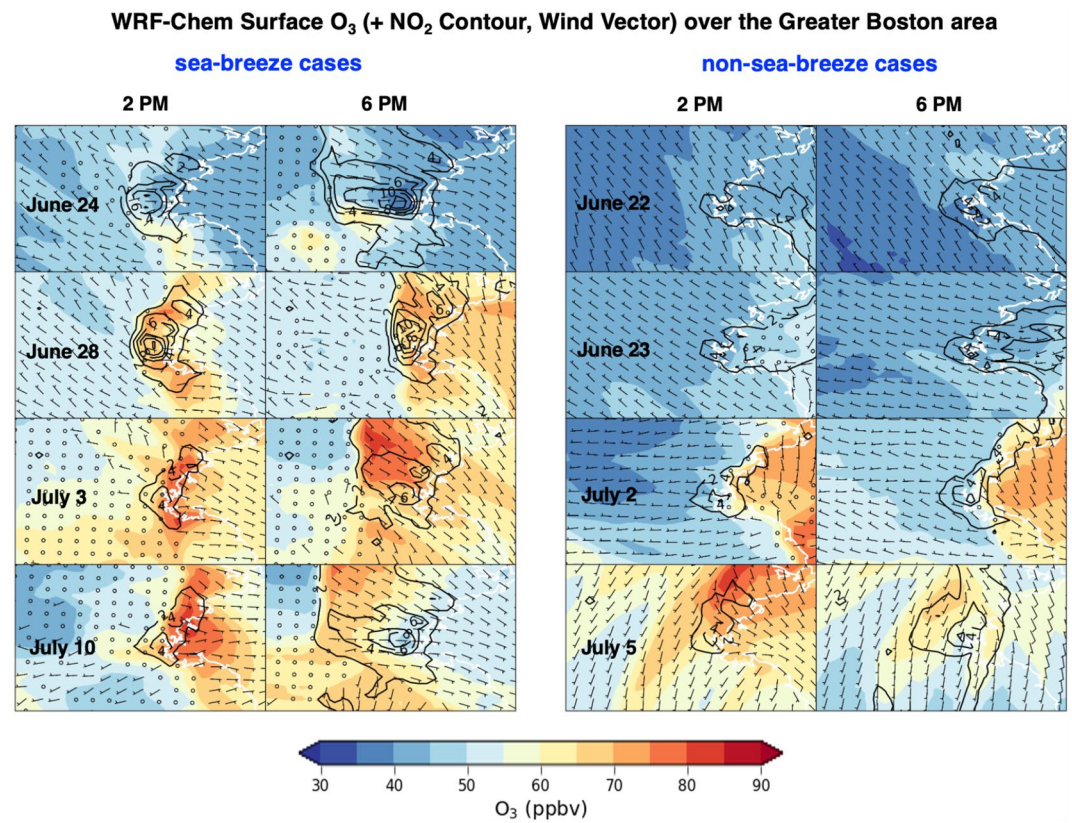 WRF-Chem Surface O₃ (+ NO₂ Contour, Wind Vector) over the Greater Boston area
sea-breeze cases
non-sea-breeze cases
2 PM
6 PM
2 PM
6 PM
June 24
June 22
June 28
June 23
July 3
July 2
July 10
July 5
30 40 50 60 70 80 90
O₃ (ppbv)